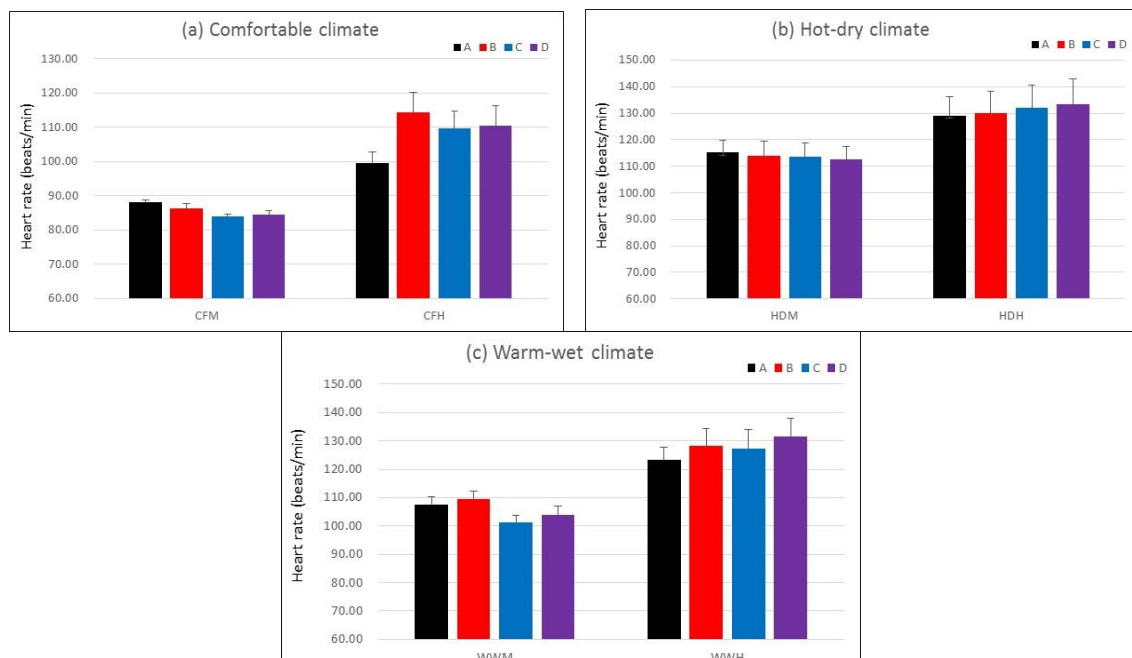 (a) Comfortable climate
A B C D
Heart rate (beats/min)
130.00
120.00
110.00
100.00
90.00
80.00
70.00
60.00
CFM CFH
(b) Hot-dry climate
A B C D
Heart rate (beats/min)
150.00
140.00
130.00
120.00
110.00
100.00
90.00
80.00
70.00
60.00
HDM HDH
(c) Warm-wet climate
A B C D
Heart rate (beats/min)
150.00
140.00
130.00
120.00
110.00
100.00
90.00
80.00
70.00
60.00
WWM WWH